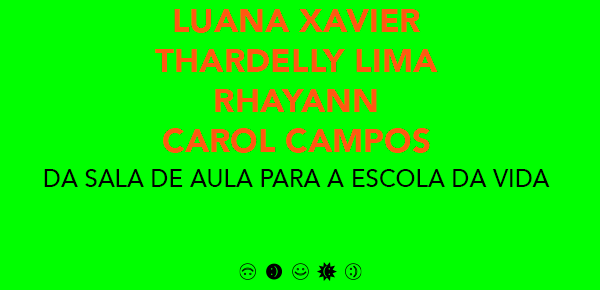 LUANA XAVIER
THARDELLY LIMA
RHAYANN
CAROL CAMPOS
DA SALA DE AULA PARA A ESCOLA DA VIDA